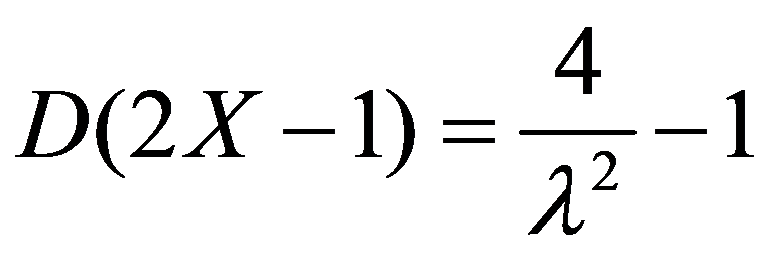 D(2X − 1) = 4/λ² − 1